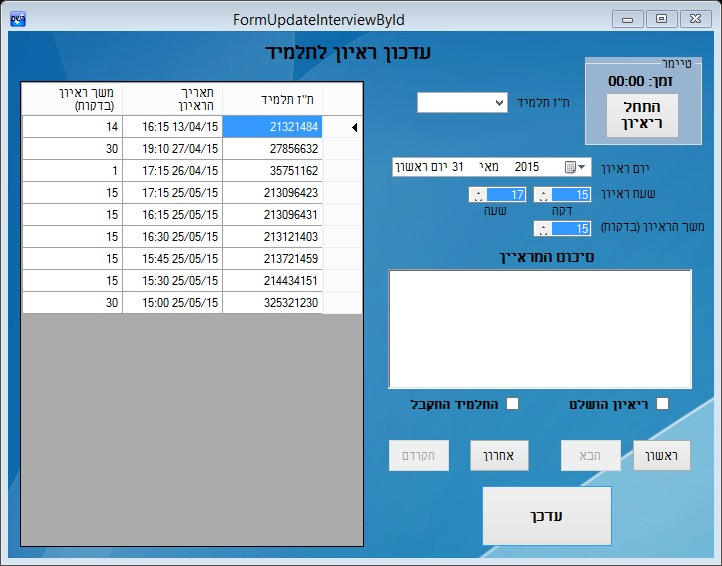 FormUpdateInterviewById
עדכון ראיון לתלמיד
טיימר
זמן: 00:00
התחל
ריאיון
ת"ז תלמיד
יום ראיון
יום ראשון 31 מאי 2015
שעת ראיון
15
17
דקה
שעה
משך הראיון (בדקות)
15
סיכום המראיין
ריאיון הושלם
התלמיד התקבל
ראשון
הבא
אחרון
הקודם
עדכן
ת"ז תלמיד
תאריך הראיון
משך ראיון (בדקות)
21321484 16:15 13/04/15 14
27856632 19:10 27/04/15 30
35751162 17:15 26/04/15 1
213096423 17:15 25/05/15 15
213096431 16:15 25/05/15 15
213121403 16:30 25/05/15 15
213721459 15:45 25/05/15 15
214434151 15:30 25/05/15 15
325321230 15:00 25/05/15 30